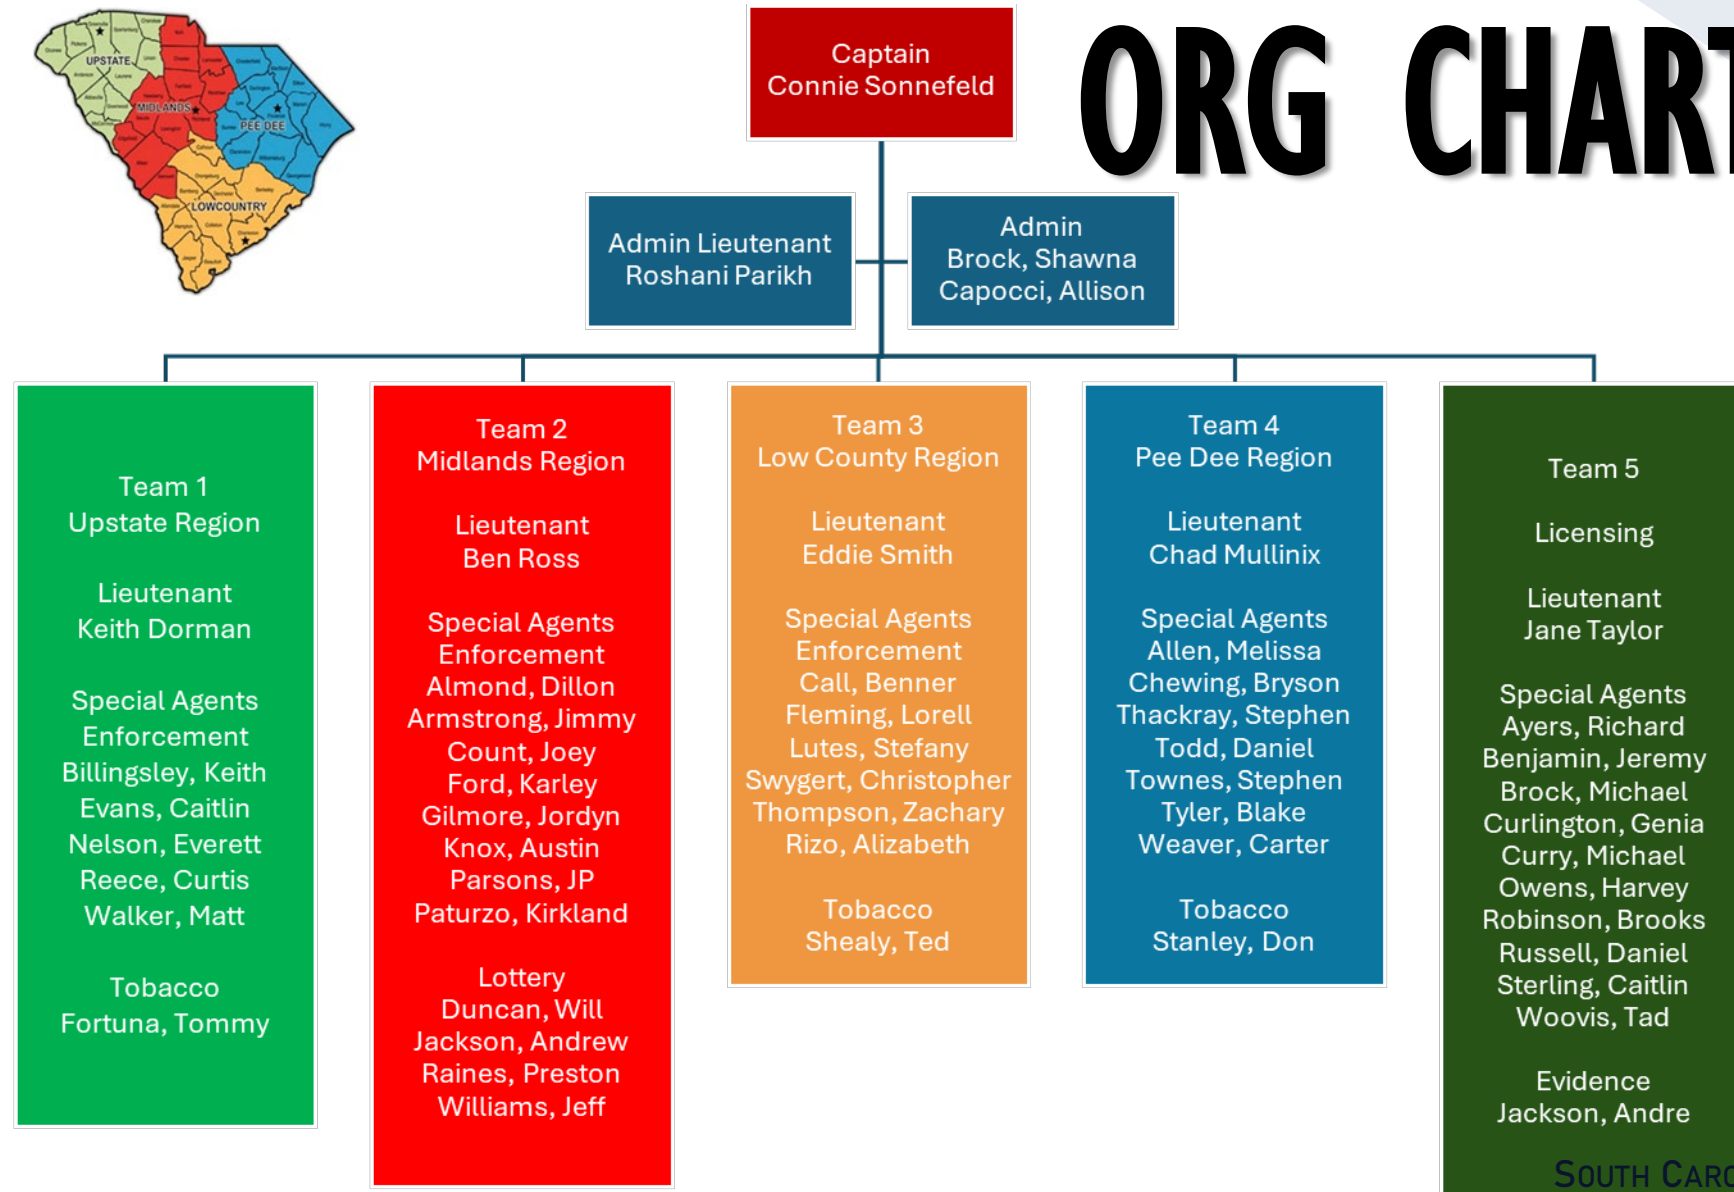 UPSTATE
MIDLANDS
PEE DEE
LOWCOUNTRY
ORG CHART
Captain
Connie Sonnefeld
Admin Lieutenant
Roshani Parikh
Admin
Brock, Shawna
Capocci, Allison
Team 1
Upstate Region
Lieutenant
Keith Dorman
Special Agents
Enforcement
Billingsley, Keith
Evans, Caitlin
Nelson, Everett
Reece, Curtis
Walker, Matt
Tobacco
Fortuna, Tommy
Team 2
Midlands Region
Lieutenant
Ben Ross
Special Agents
Enforcement
Almond, Dillon
Armstrong, Jimmy
Count, Joey
Ford, Karley
Gilmore, Jordyn
Knox, Austin
Parsons, JP
Paturzo, Kirkland
Lottery
Duncan, Will
Jackson, Andrew
Raines, Preston
Williams, Jeff
Team 3
Low County Region
Lieutenant
Eddie Smith
Special Agents
Enforcement
Call, Benner
Fleming, Lorell
Lutes, Stefany
Swygert, Christopher
Thompson, Zachary
Rizo, Alizabeth
Tobacco
Shealy, Ted
Team 4
Pee Dee Region
Lieutenant
Chad Mullinix
Special Agents
Allen, Melissa
Chewing, Bryson
Thackray, Stephen
Todd, Daniel
Townes, Stephen
Tyler, Blake
Weaver, Carter
Tobacco
Stanley, Don
Team 5
Licensing
Lieutenant
Jane Taylor
Special Agents
Ayers, Richard
Benjamin, Jeremy
Brock, Michael
Curlington, Genia
Curry, Michael
Owens, Harvey
Robinson, Brooks
Russell, Daniel
Sterling, Caitlin
Woovis, Tad
Evidence
Jackson, Andre
SOUTH CARO